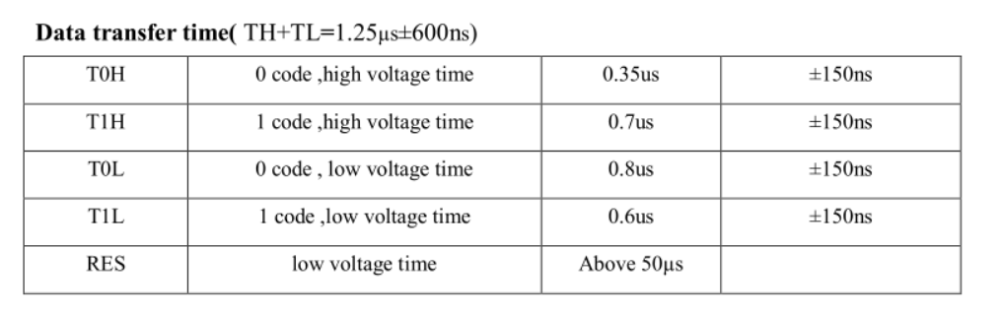 Data transfer time( TH+TL=1.25μs±600ns)
T0H 0 code ,high voltage time 0.35us ±150ns
T1H 1 code ,high voltage time 0.7us ±150ns
T0L 0 code , low voltage time 0.8us ±150ns
T1L 1 code ,low voltage time 0.6us ±150ns
RES low voltage time Above 50μs